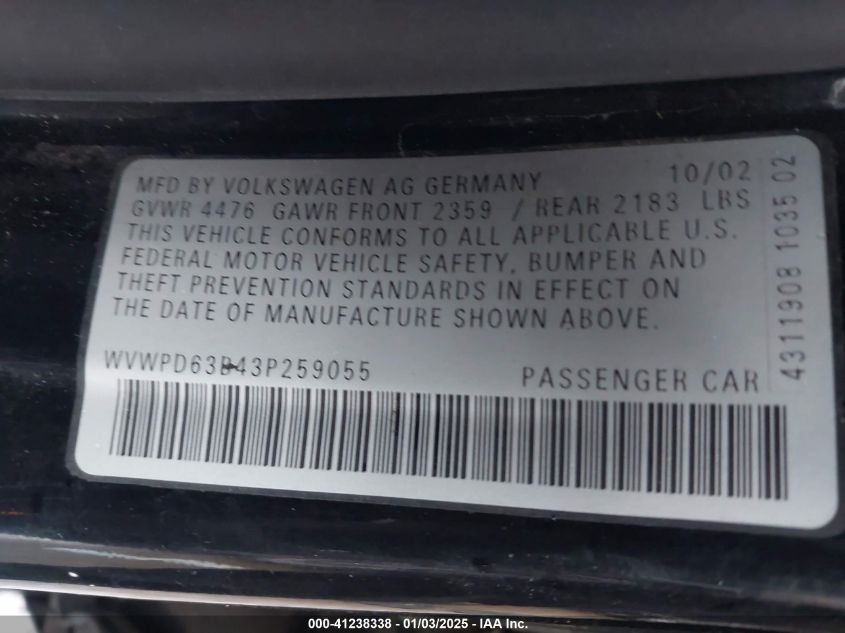 MFD BY VOLKSWAGEN AG GERMANY 10/02
GVWR 4476 GAWR FRONT 2359 / REAR 2183 LBS
THIS VEHICLE CONFORMS TO ALL APPLICABLE U.S.
FEDERAL MOTOR VEHICLE SAFETY, BUMPER AND
THEFT PREVENTION STANDARDS IN EFFECT ON
THE DATE OF MANUFACTURE SHOWN ABOVE.
WVWPD63B43P259055 PASSENGER CAR
4311908 1035 02
000-41238338 - 01/03/2025 - IAA Inc.